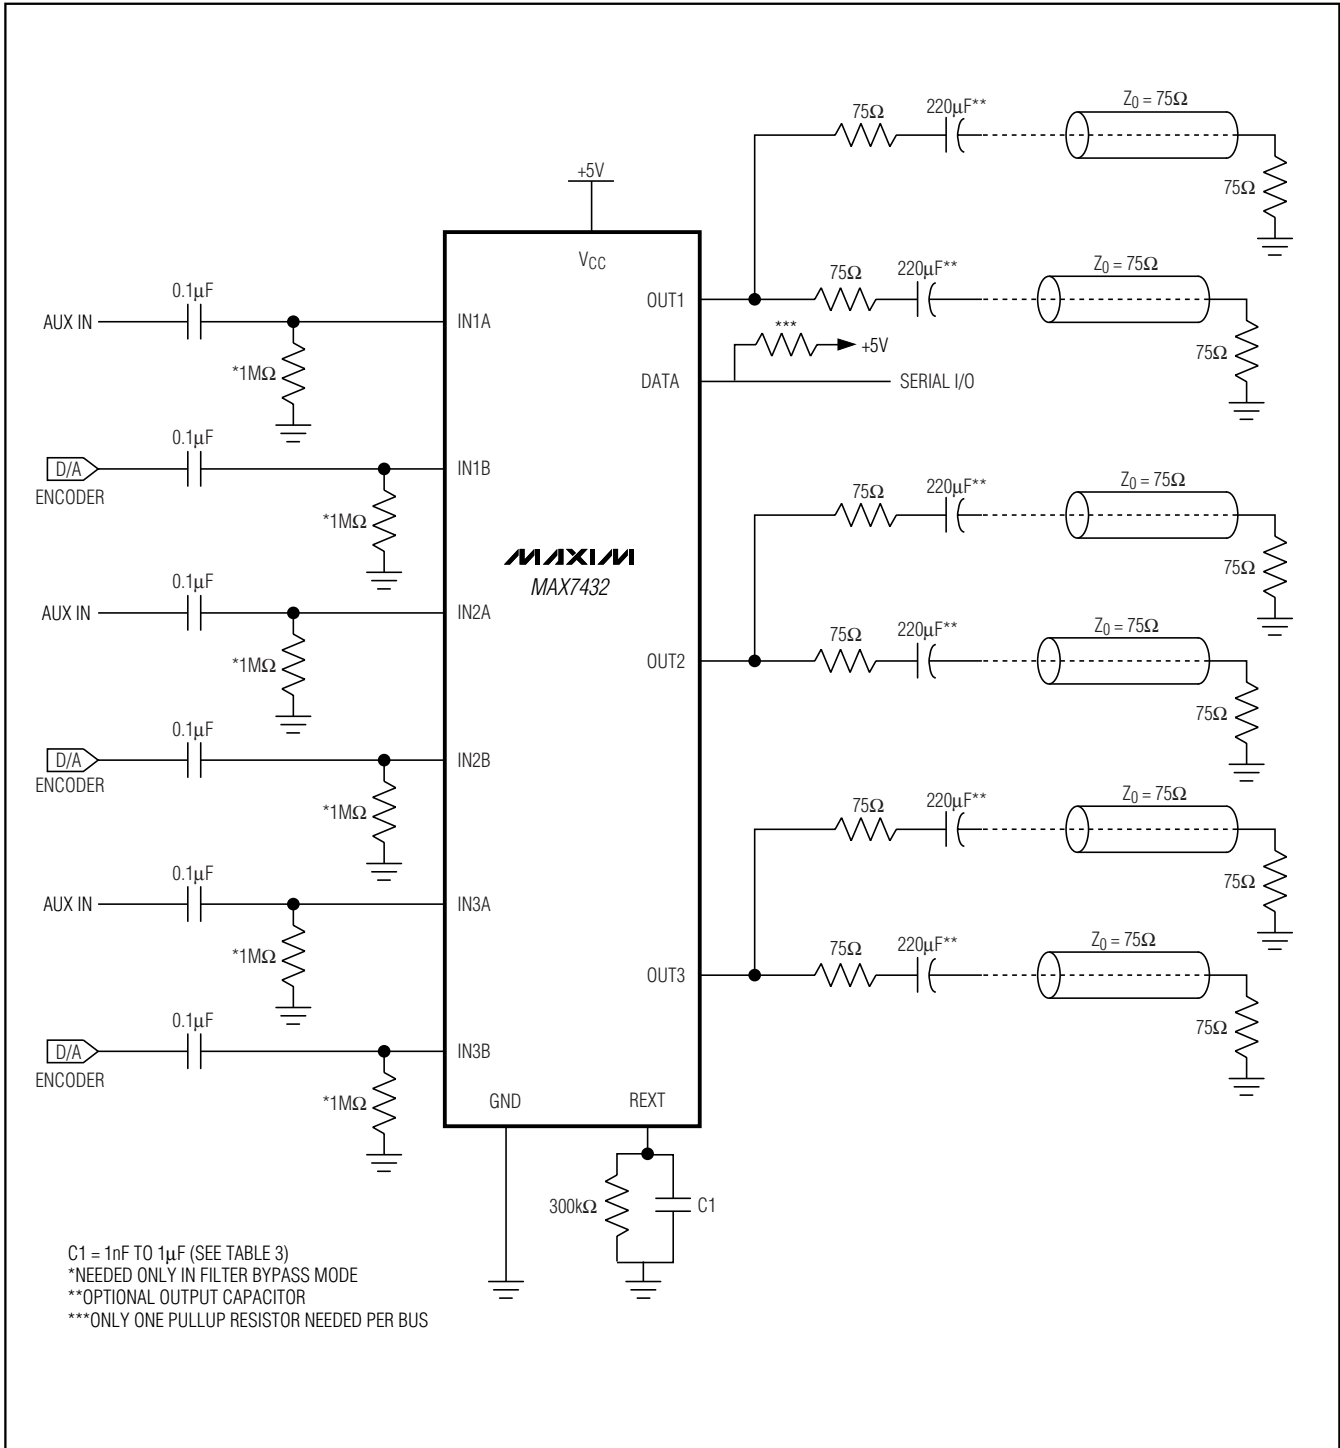 75Ω
220μF**
Z0 = 75Ω
75Ω
+5V
VCC
75Ω
220μF**
Z0 = 75Ω
OUT1
75Ω
0.1μF
AUX IN
IN1A
*1MΩ
***
+5V
DATA
SERIAL I/O
0.1μF
D/A
ENCODER
IN1B
*1MΩ
75Ω
220μF**
Z0 = 75Ω
75Ω
MAXIM
MAX7432
0.1μF
AUX IN
IN2A
*1MΩ
75Ω
220μF**
Z0 = 75Ω
OUT2
75Ω
0.1μF
D/A
ENCODER
IN2B
*1MΩ
75Ω
220μF**
Z0 = 75Ω
75Ω
0.1μF
AUX IN
IN3A
*1MΩ
75Ω
220μF**
Z0 = 75Ω
OUT3
75Ω
0.1μF
D/A
ENCODER
IN3B
*1MΩ
GND
REXT
300kΩ
C1
C1 = 1nF TO 1μF (SEE TABLE 3)
*NEEDED ONLY IN FILTER BYPASS MODE
**OPTIONAL OUTPUT CAPACITOR
***ONLY ONE PULLUP RESISTOR NEEDED PER BUS